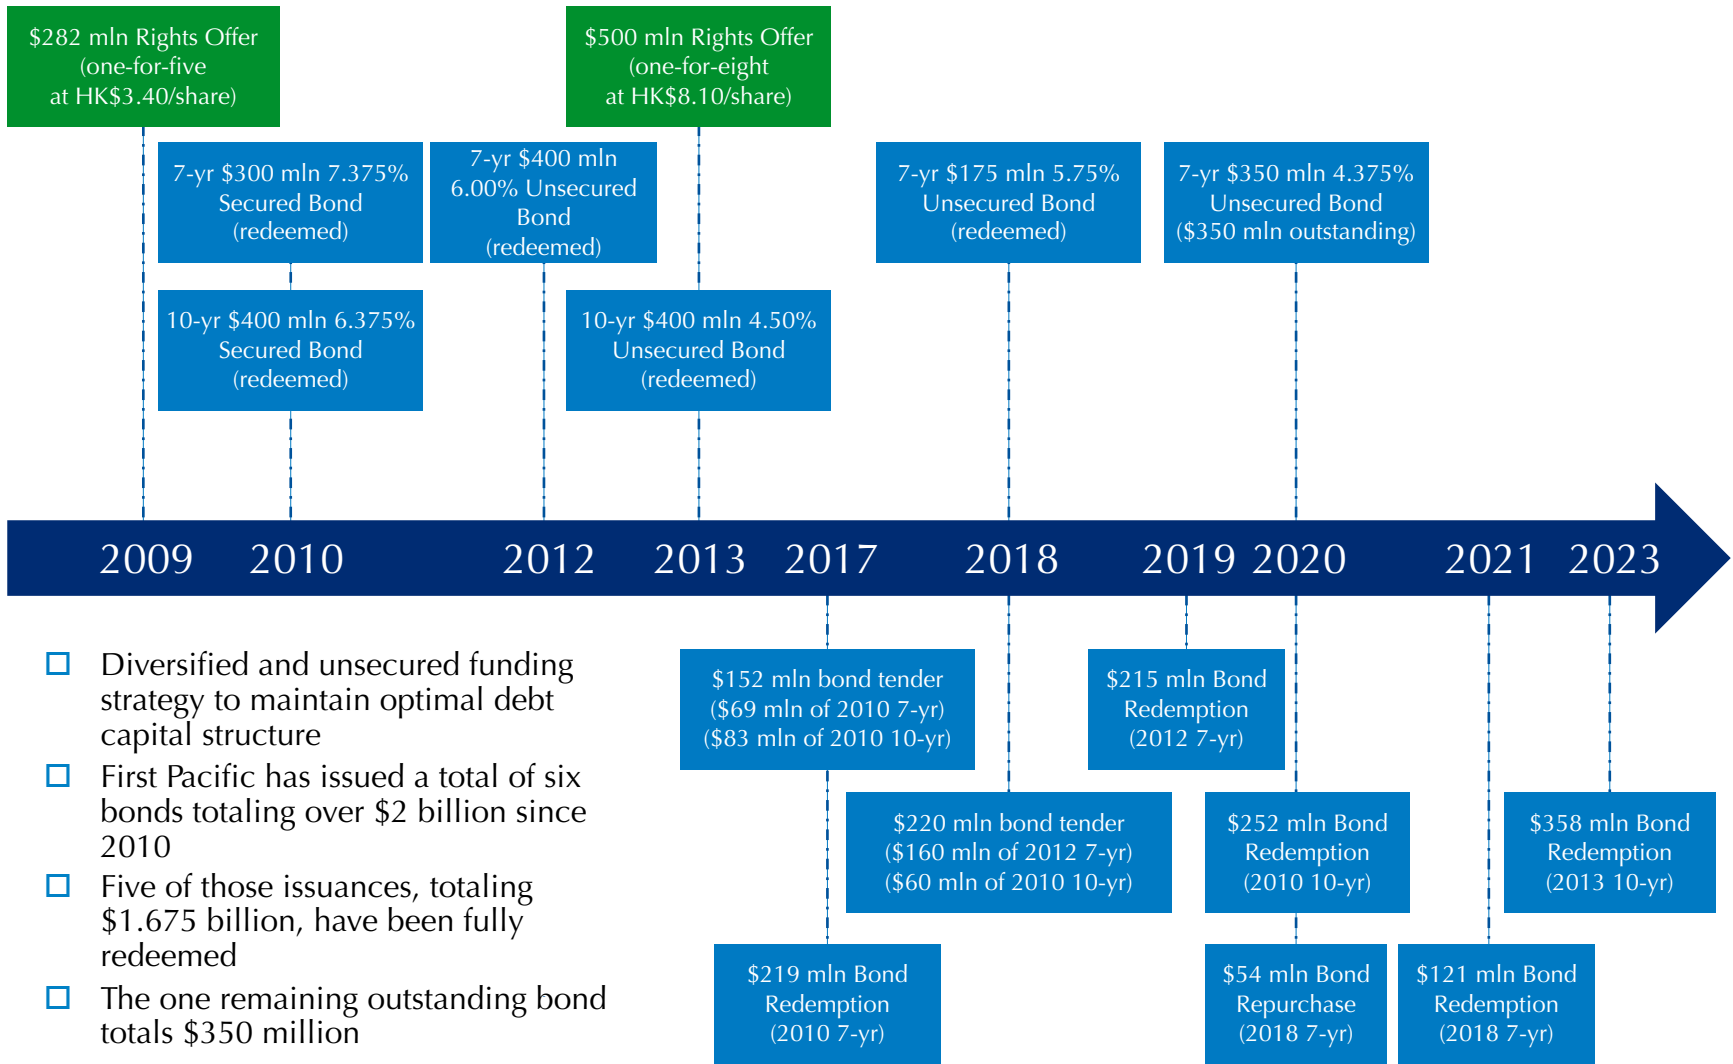 $282 mln Rights Offer
(one-for-five
at HK$3.40/share)
$500 mln Rights Offer
(one-for-eight
at HK$8.10/share)
7-yr $300 mln 7.375%
Secured Bond
(redeemed)
7-yr $400 mln
6.00% Unsecured
Bond
(redeemed)
7-yr $175 mln 5.75%
Unsecured Bond
(redeemed)
7-yr $350 mln 4.375%
Unsecured Bond
($350 mln outstanding)
10-yr $400 mln 6.375%
Secured Bond
(redeemed)
10-yr $400 mln 4.50%
Unsecured Bond
(redeemed)
2009 2010 2012 2013 2017 2018 2019 2020 2021 2023
Diversified and unsecured funding
strategy to maintain optimal debt
capital structure
First Pacific has issued a total of six
bonds totaling over $2 billion since
2010
Five of those issuances, totaling
$1.675 billion, have been fully
redeemed
The one remaining outstanding bond
totals $350 million
$152 mln bond tender
($69 mln of 2010 7-yr)
($83 mln of 2010 10-yr)
$215 mln Bond
Redemption
(2012 7-yr)
$220 mln bond tender
($160 mln of 2012 7-yr)
($60 mln of 2010 10-yr)
$252 mln Bond
Redemption
(2010 10-yr)
$358 mln Bond
Redemption
(2013 10-yr)
$219 mln Bond
Redemption
(2010 7-yr)
$54 mln Bond
Repurchase
(2018 7-yr)
$121 mln Bond
Redemption
(2018 7-yr)